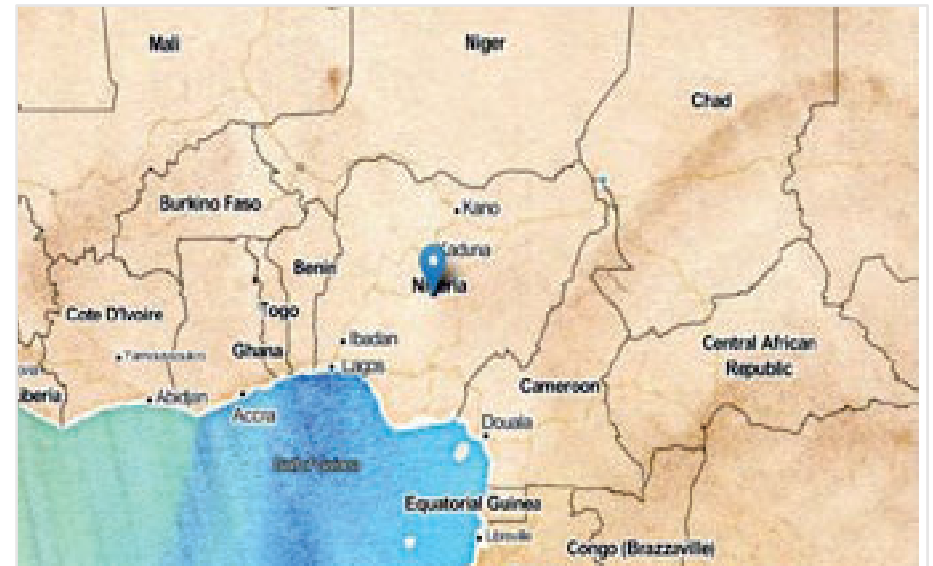 Mali
Niger
Chad
Burkino Faso
Kano
Kaduna
Benin
Nigeria
Cote D'Ivoire
Togo
Ghana
Ibadan
Lagos
Central African
Republic
Cameroon
Abidjan
Accra
Douala
Equatorial Guinea
Libreville
Congo (Brazzaville)